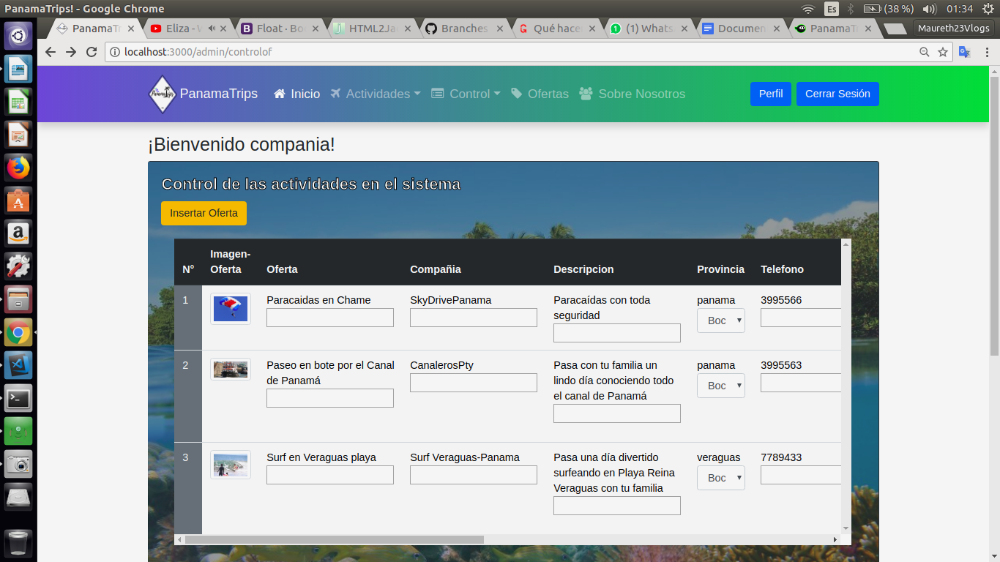 PanamaTrips! - Google Chrome
Es
(38 %)
01:34
PanamaTr
Eliza - V
Float · Bo
HTML2Ja
Branches
Qué hace
(1) Whats
Documen
PanamaTr
Maureth23Vlogs
localhost:3000/admin/controlof
PanamaTrips
Inicio
Actividades
Control
Ofertas
Sobre Nosotros
Perfil
Cerrar Sesión
¡Bienvenido compania!
Control de las actividades en el sistema
Insertar Oferta
N°
Imagen-
Oferta
Oferta
Compañia
Descripcion
Provincia
Telefono
1
Paracaidas en Chame
SkyDrivePanama
Paracaídas con toda
seguridad
panama
Boc
3995566
2
Paseo en bote por el Canal
de Panamá
CanalerosPty
Pasa con tu familia un
lindo día conociendo todo
el canal de Panamá
panama
Boc
3995563
3
Surf en Veraguas playa
Surf Veraguas-Panama
Pasa una día divertido
surfeando en Playa Reina
Veraguas con tu familia
veraguas
Boc
7789433